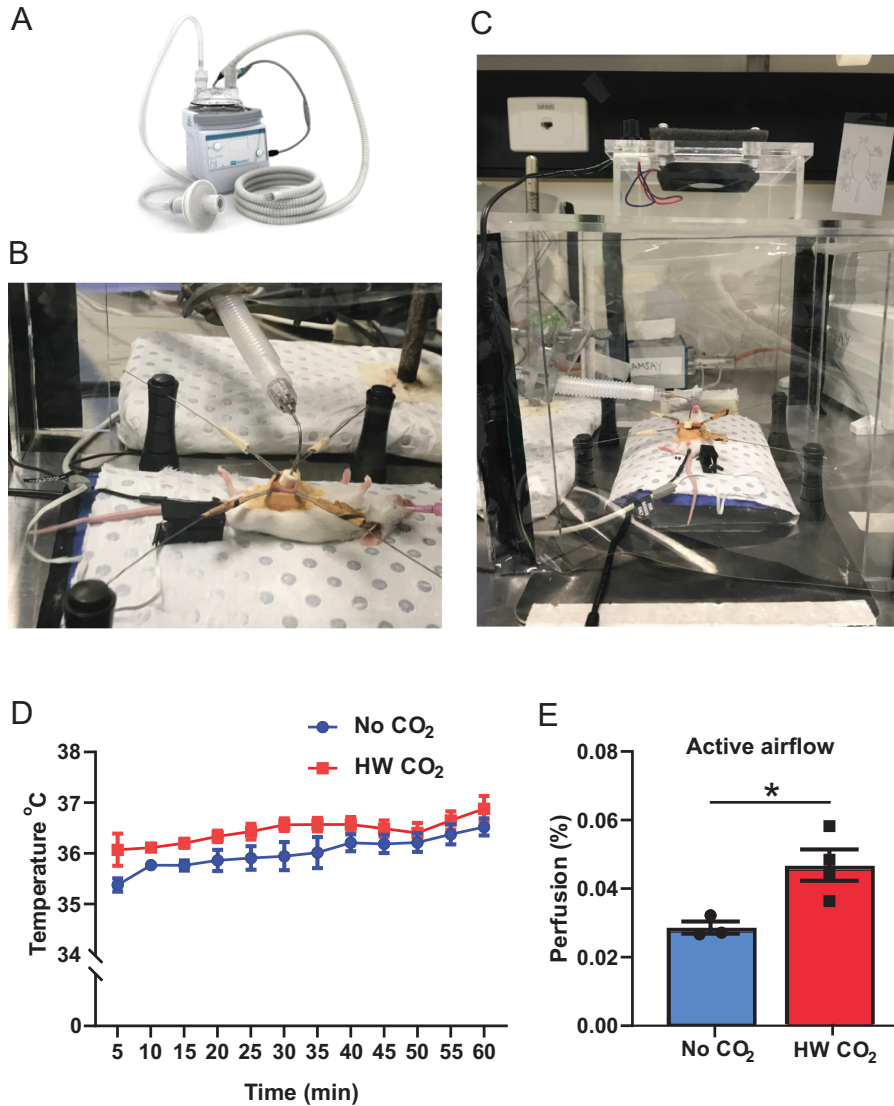 A
B
C
RAMSAY
D
No CO₂
HW CO₂
Temperature °C
38
37
36
35
34
0
5 10 15 20 25 30 35 40 45 50 55 60
Time (min)
E
Active airflow
*
Perfusion (%)
0.08
0.06
0.04
0.02
0.00
No CO₂
HW CO₂